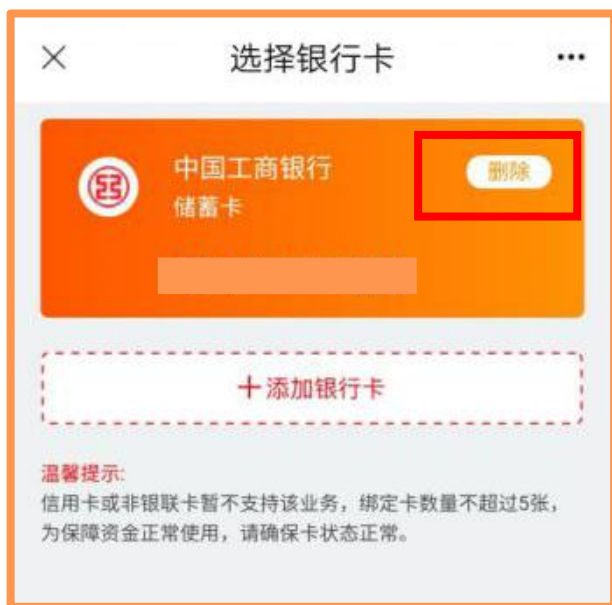 选择银行卡
中国工商银行
删除
储蓄卡
+添加银行卡
温馨提示:
信用卡或非银联卡暂不支持该业务，绑定卡数量不超过5张，
为保障资金正常使用，请确保卡状态正常。